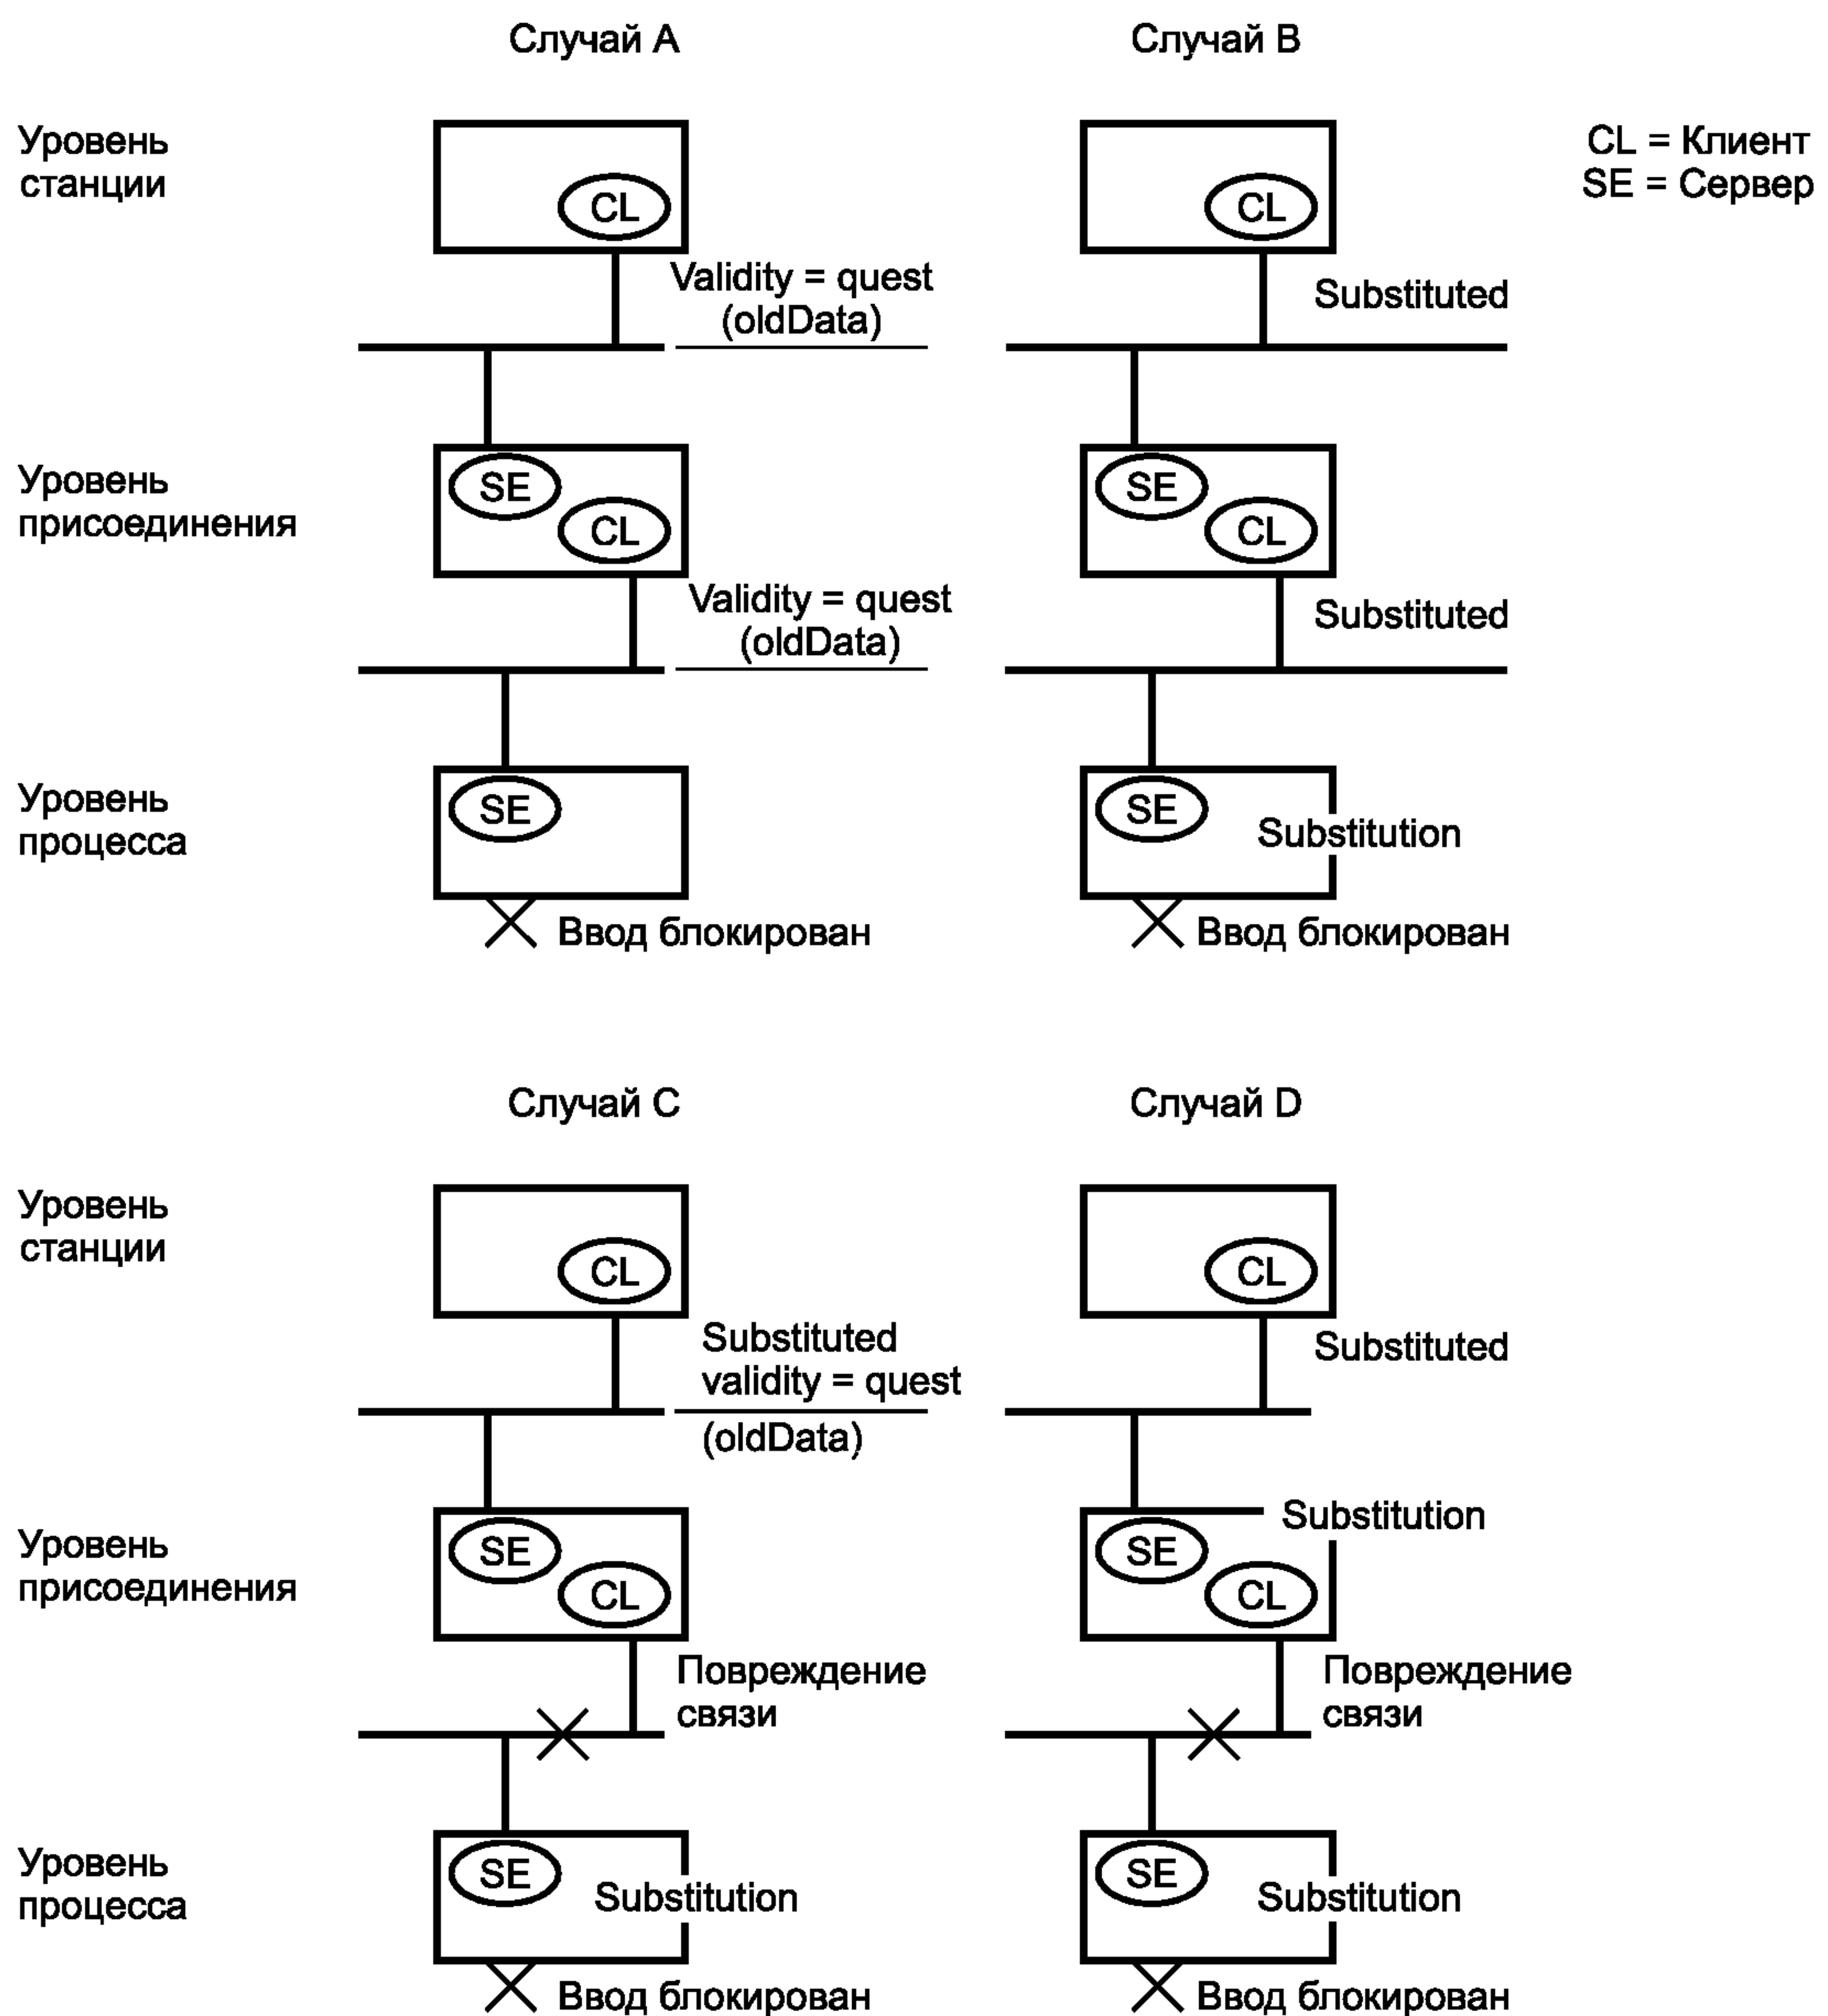 Случай A
Случай B
Уровень
станции
CL
CL
CL = Клиент
SE = Сервер
Validity = quest
(oldData)
Substituted
Уровень
присоединения
SE
CL
SE
CL
Validity = quest
(oldData)
Substituted
Уровень
процесса
SE
SE
Substitution
Ввод блокирован
Ввод блокирован
Случай C
Случай D
Уровень
станции
CL
CL
Substituted
validity = quest
(oldData)
Substituted
Уровень
присоединения
SE
CL
Substitution
SE
CL
Повреждение
связи
Повреждение
связи
Уровень
процесса
SE
Substitution
SE
Substitution
Ввод блокирован
Ввод блокирован